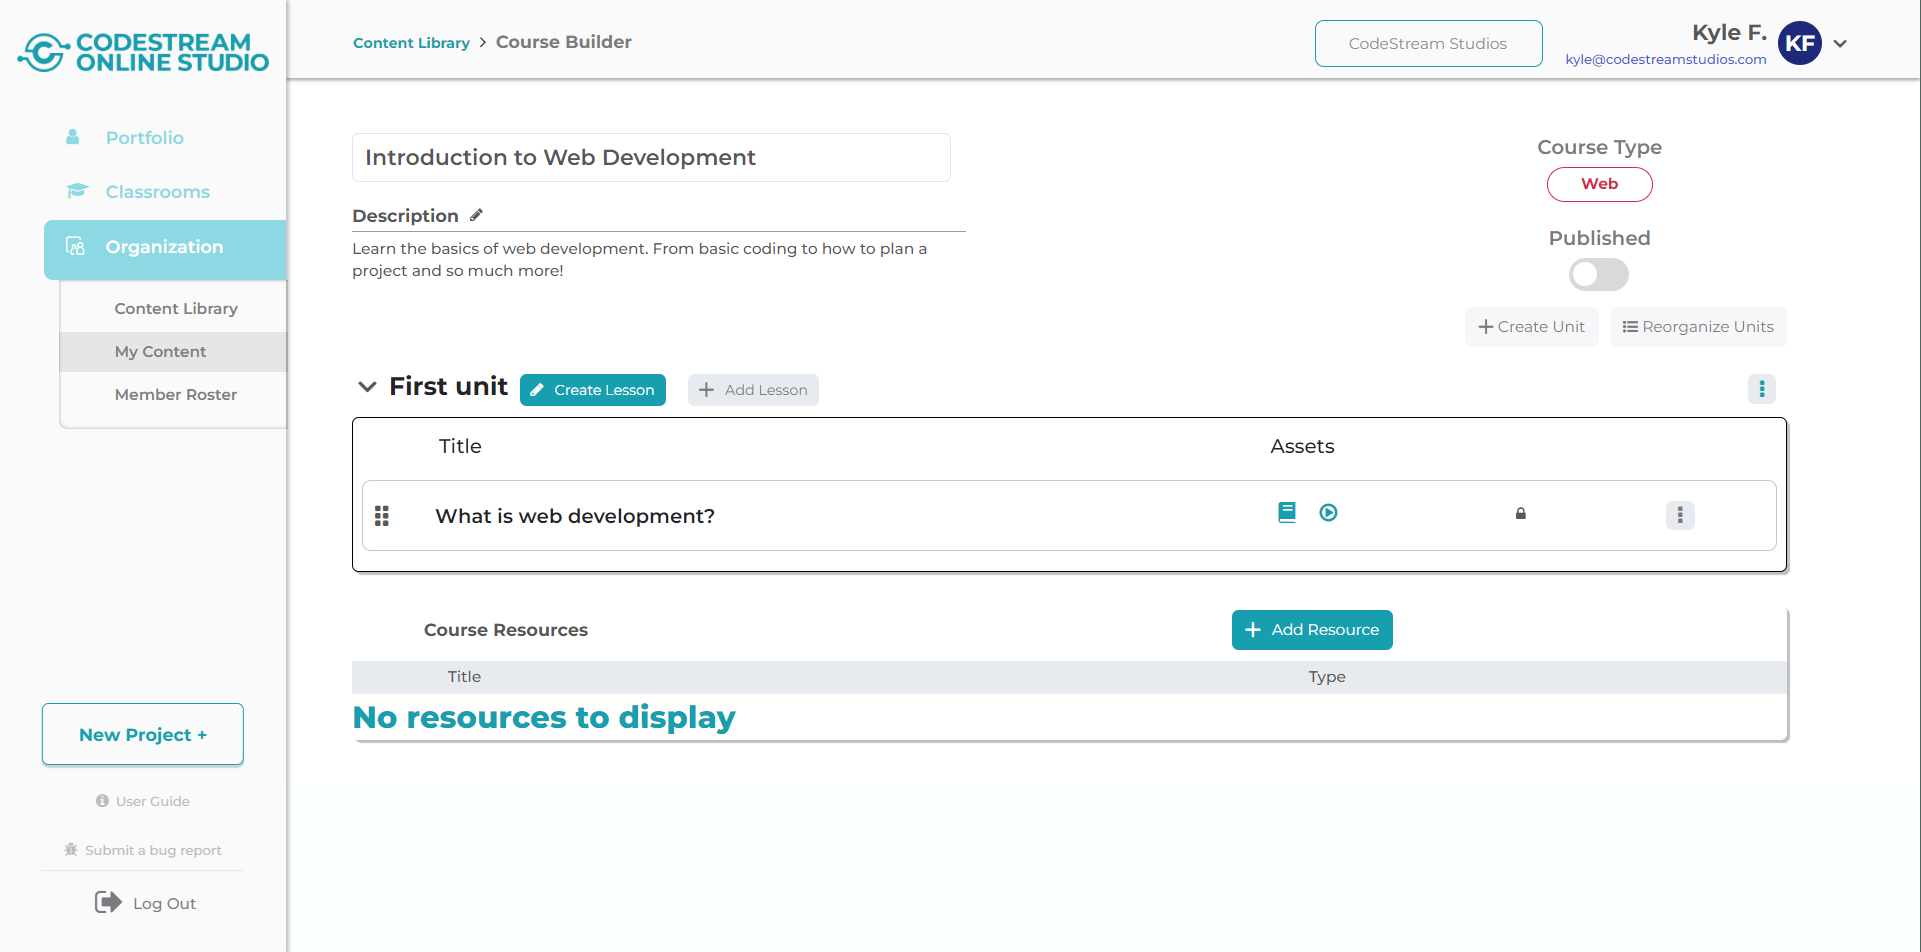 CODESTREAM
ONLINE STUDIO
Content Library > Course Builder
CodeStream Studios
Kyle F.
kyle@codestreamstudios.com
KF
Portfolio
Classrooms
Organization
Content Library
My Content
Member Roster
New Project +
User Guide
Submit a bug report
Log Out
Introduction to Web Development
Description
Learn the basics of web development. From basic coding to how to plan a
project and so much more!
Course Type
Web
Published
Create Unit
Reorganize Units
First unit
Create Lesson
Add Lesson
Title
Assets
What is web development?
Course Resources
Add Resource
Title
Type
No resources to display